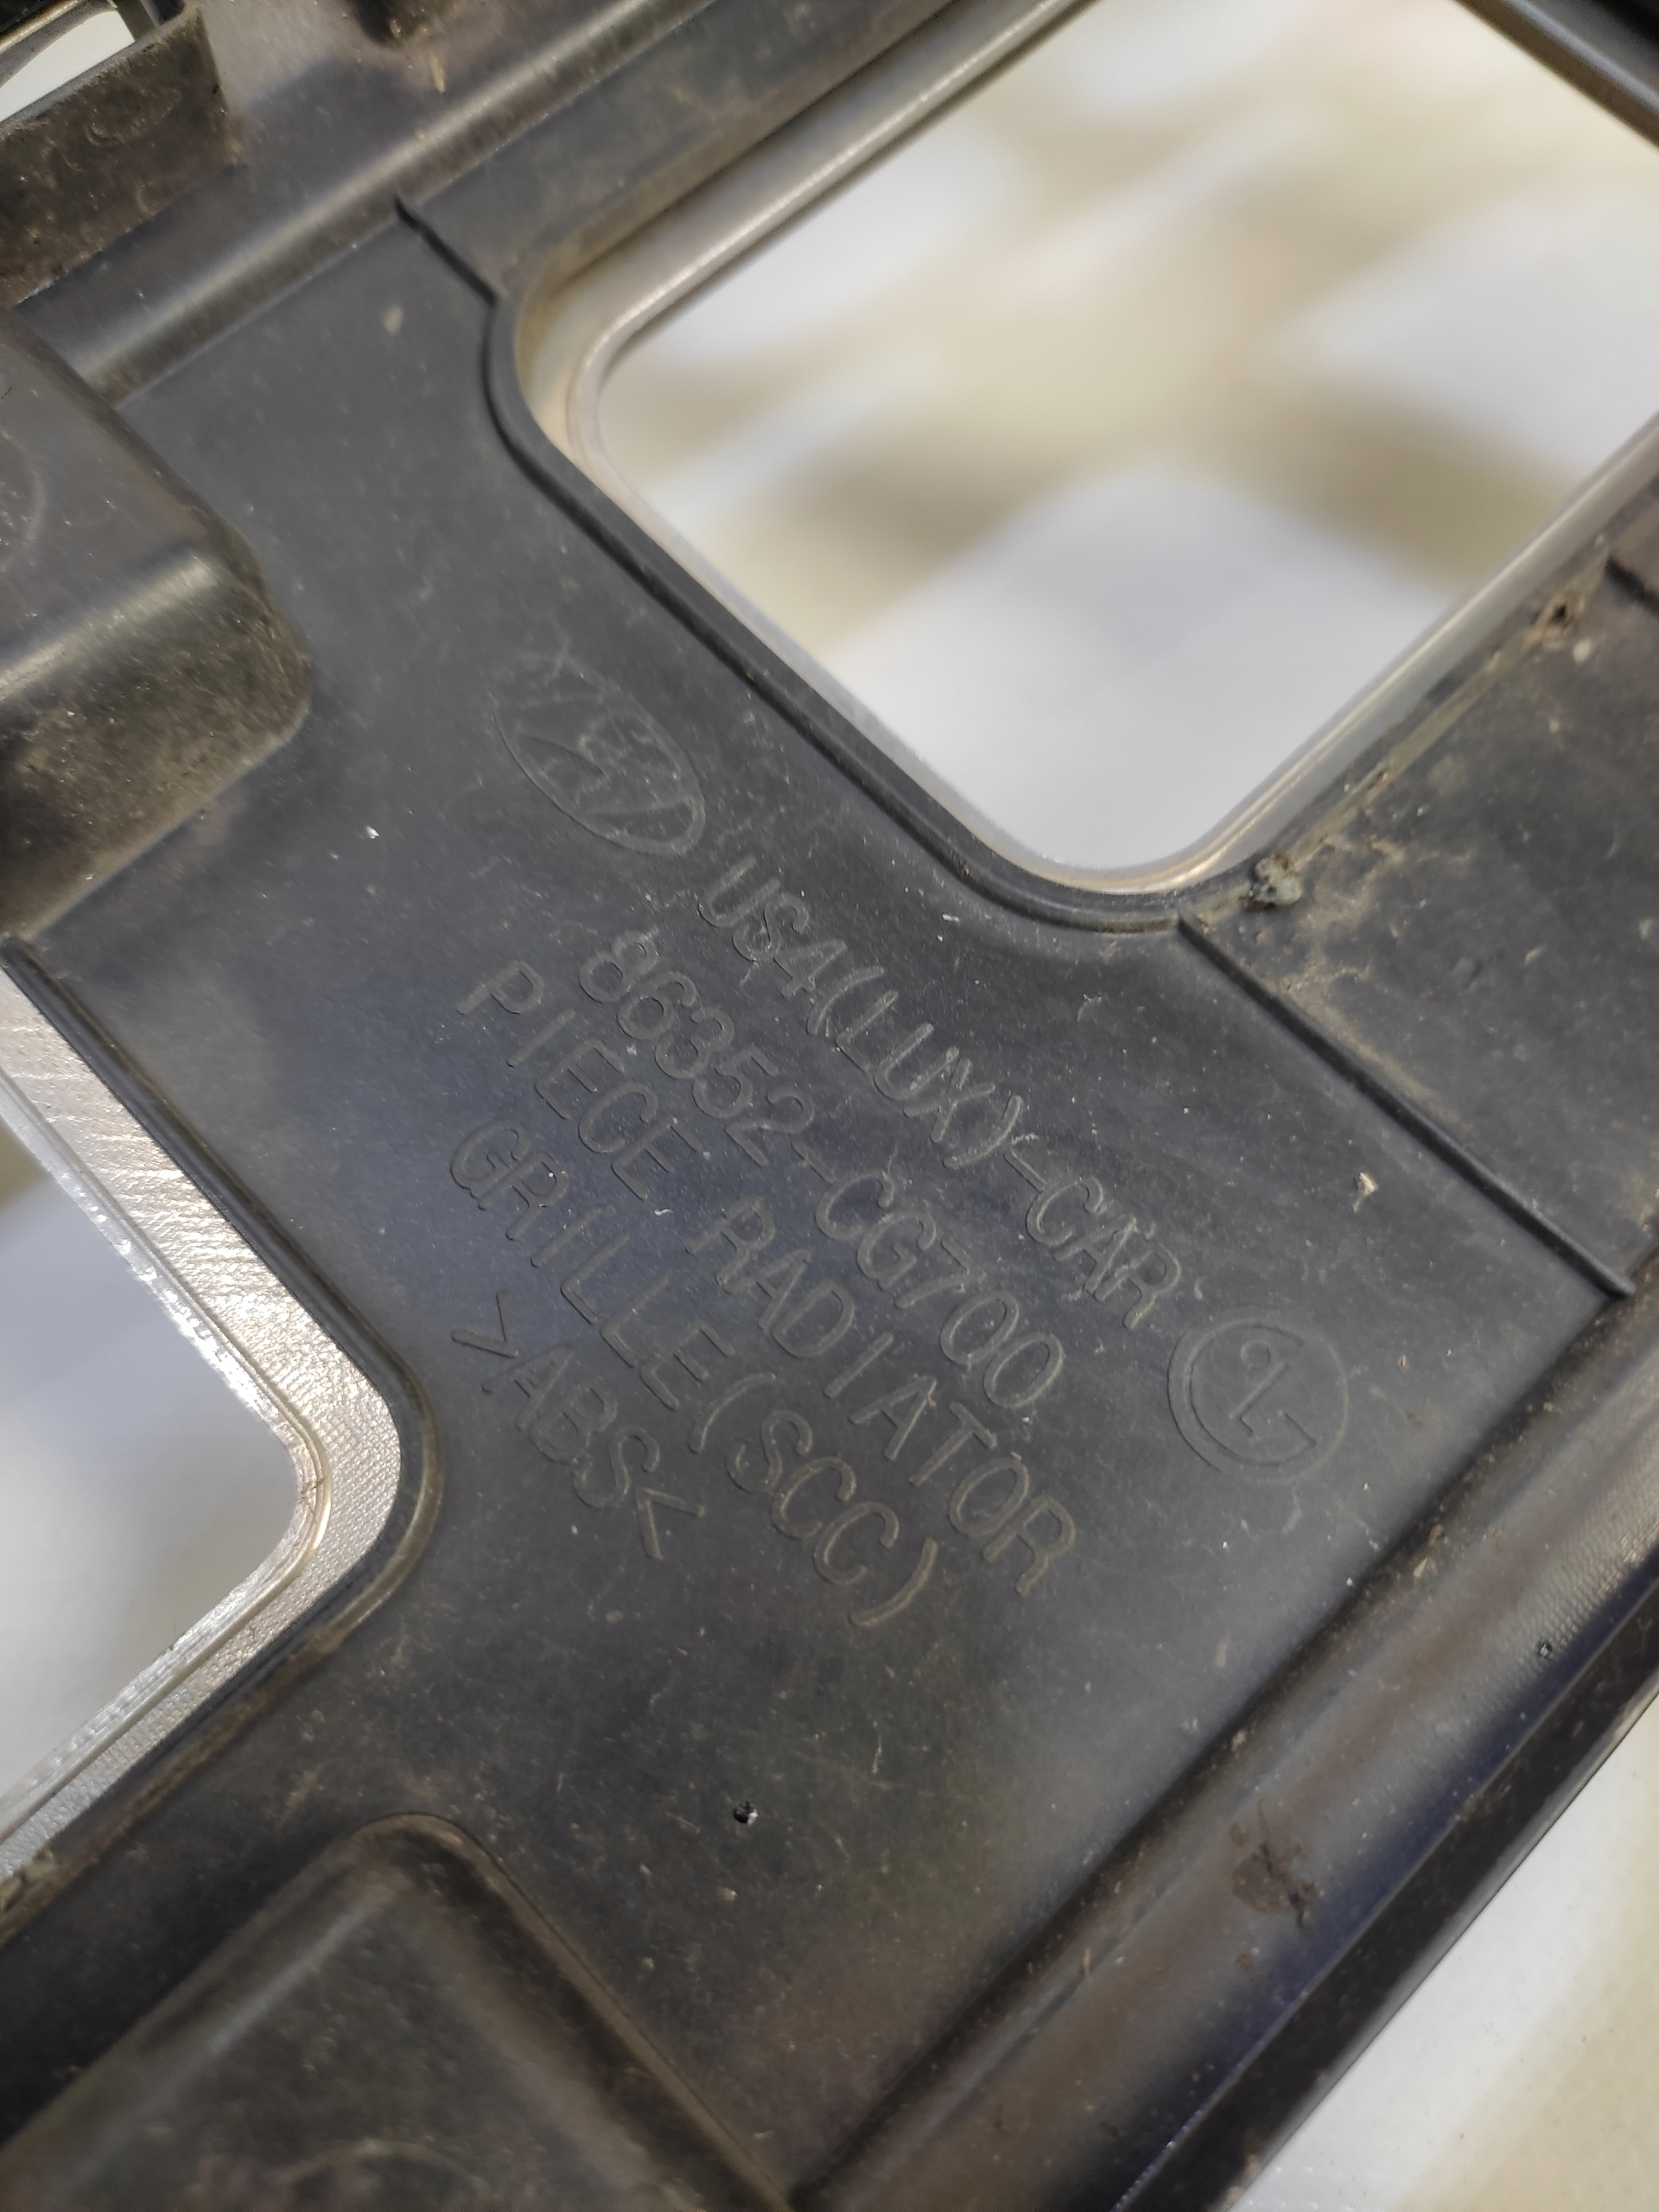 US4(LUX)-CAR
86352-CG700
PIECE RADIATOR
GRILLE(SCC)
>ABS<